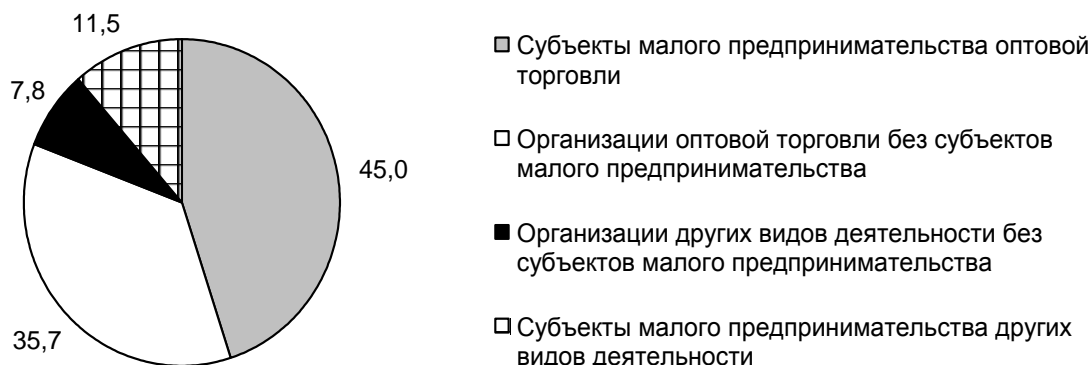 11,5
7,8
45,0
35,7
Субъекты малого предпринимательства оптовой
торговли
Организации оптовой торговли без субъектов
малого предпринимательства
Организации других видов деятельности без
субъектов малого предпринимательства
Субъекты малого предпринимательства других
видов деятельности